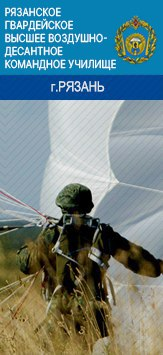 РЯЗАНСКОЕ
ГВАРДЕЙСКОЕ
ВЫСШЕЕ ВОЗДУШНО-
ДЕСАНТНОЕ
КОМАНДНОЕ УЧИЛИЩЕ
г.РЯЗАНЬ